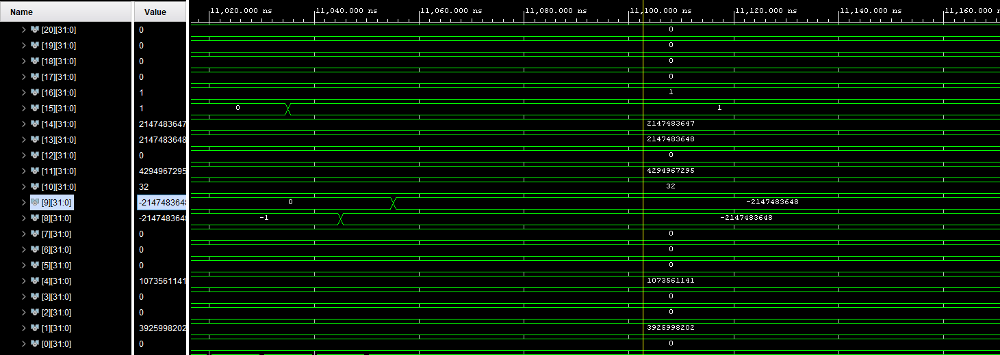 Name Value 11,020.000 ns 11,040.000 ns 11,060.000 ns 11,080.000 ns 11,100.000 ns 11,120.000 ns 11,140.000 ns 11,160.000
[20][31:0] 0 0
[19][31:0] 0 0
[18][31:0] 0 0
[17][31:0] 0 0
[16][31:0] 1 1
[15][31:0] 1 0 1
[14][31:0] 2147483647 2147483647
[13][31:0] 2147483648 2147483648
[12][31:0] 0 0
[11][31:0] 4294967295 4294967295
[10][31:0] 32 32
[9][31:0] -2147483648 0 -2147483648
[8][31:0] -2147483648 -1 -2147483648
[7][31:0] 0 0
[6][31:0] 0 0
[5][31:0] 0 0
[4][31:0] 1073561141 1073561141
[3][31:0] 0 0
[2][31:0] 0 0
[1][31:0] 3925998202 3925998202
[0][31:0] 0 0